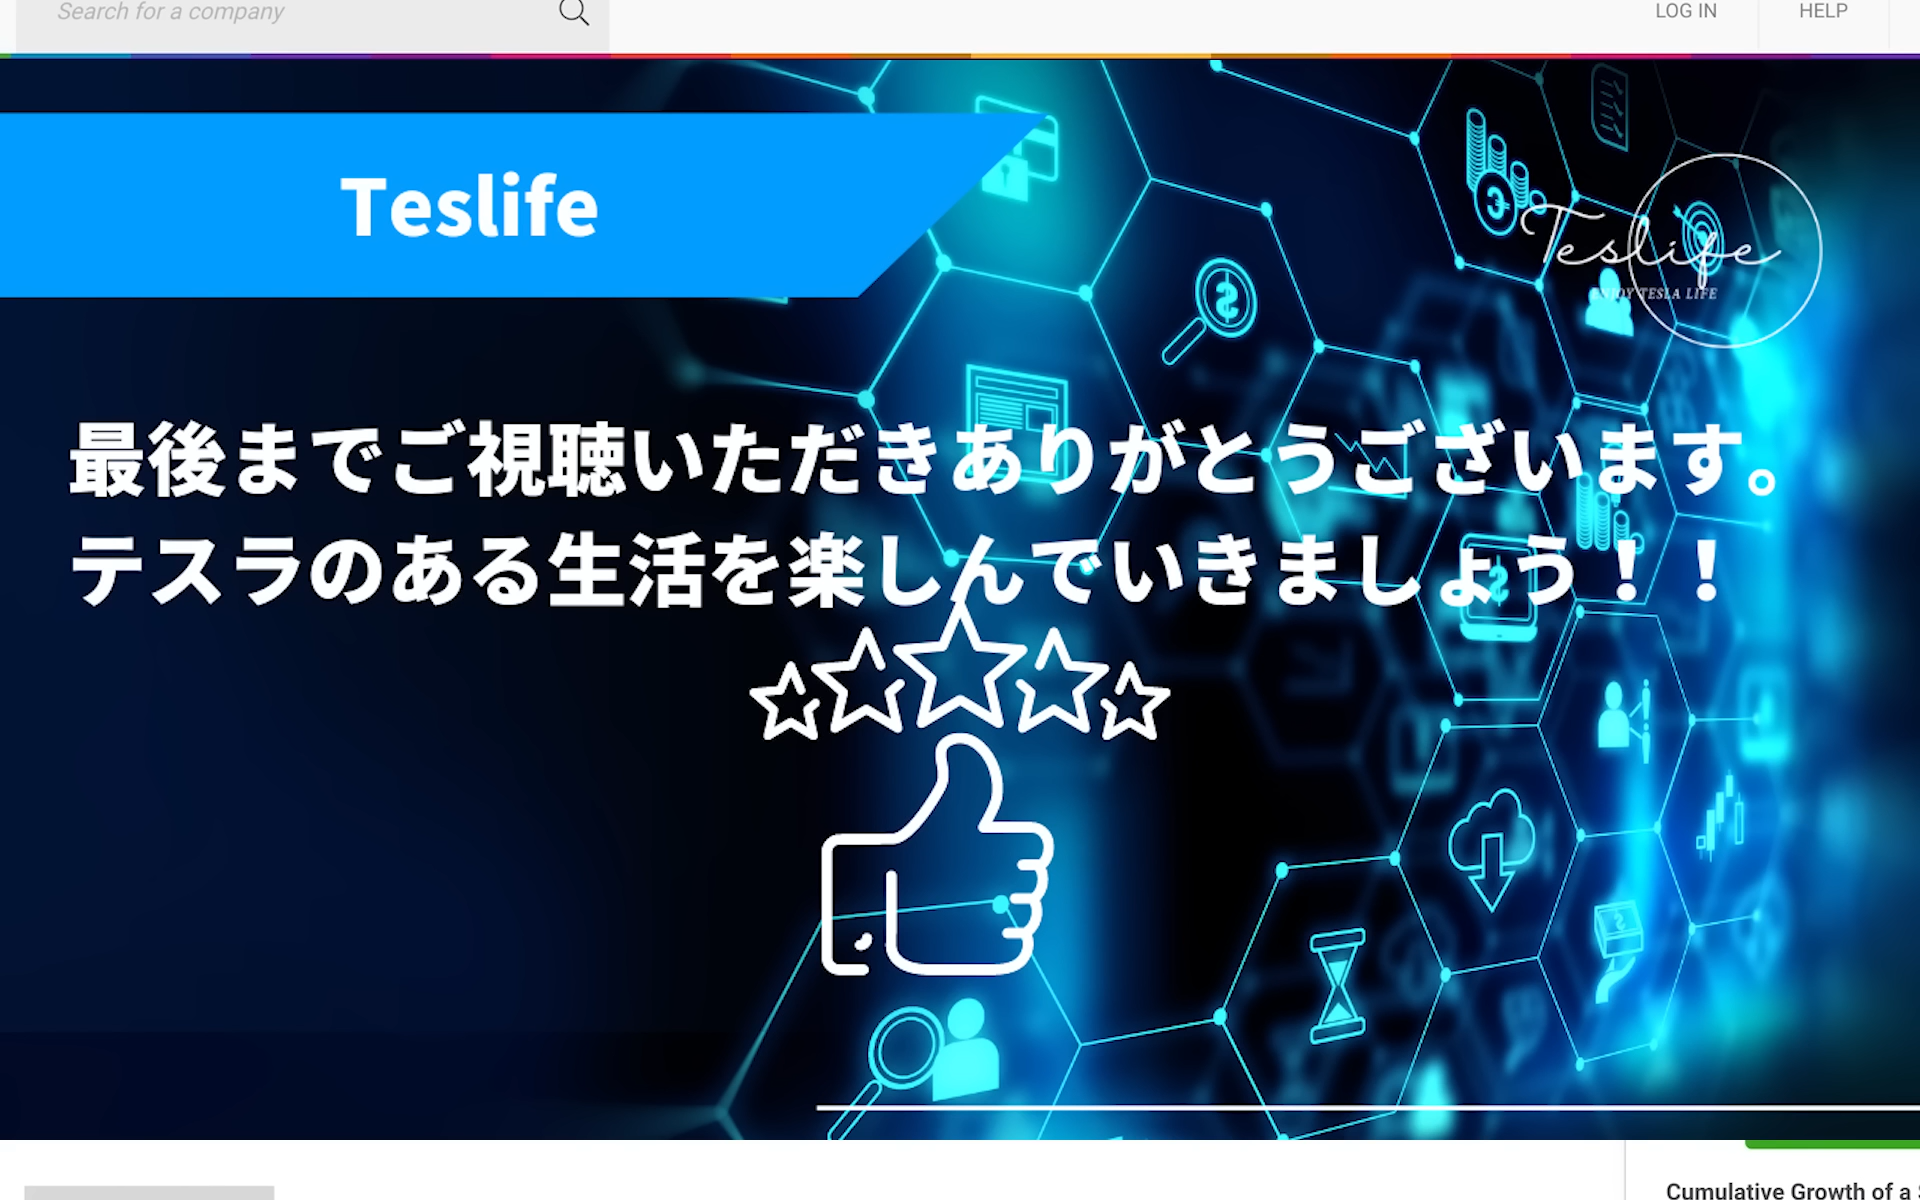 Search for a company
LOG IN
HELP
Teslife
Teslife
ENJOY TESLA LIFE
最後までご視聴いただきありがとうございます。
テスラのある生活を楽しんでいきましょう！！
Cumulative Growth of a